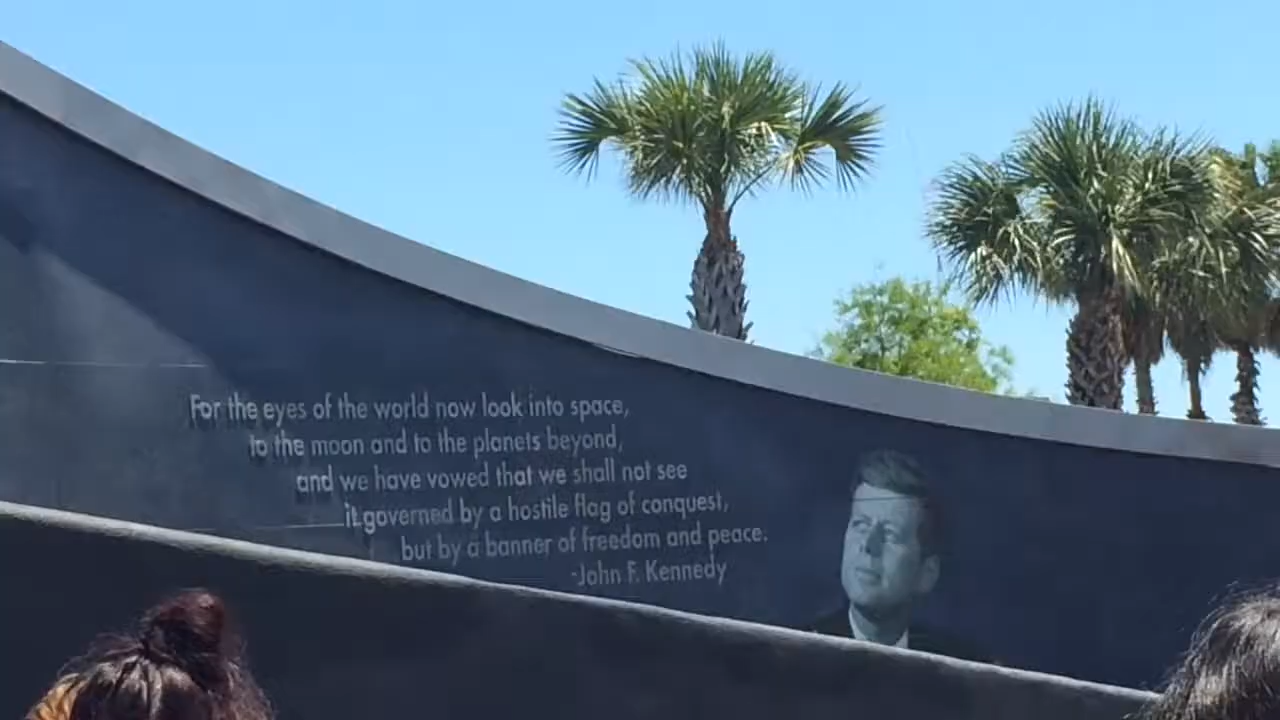 For the eyes of the world now look into space,
to the moon and to the planets beyond,
and we have vowed that we shall not see
it governed by a hostile flag of conquest,
but by a banner of freedom and peace.
-John F. Kennedy